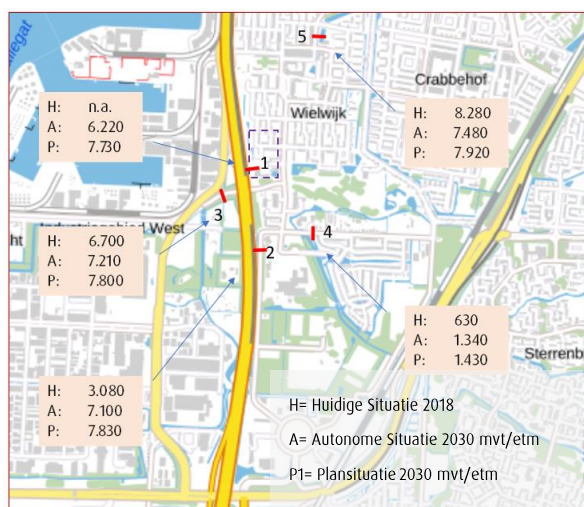 5
Crabbehof
Wielwijk
H: n.a.
A: 6.220
P: 7.730
H: 8.280
A: 7.480
P: 7.920
1
3
West
4
2
H: 6.700
A: 7.210
P: 7.800
H: 630
A: 1.340
P: 1.430
Sterrenb
H: 3.080
A: 7.100
P: 7.830
H= Huidige Situatie 2018
A= Autonome Situatie 2030 mvt/etm
P1= Plansituatie 2030 mvt/etm